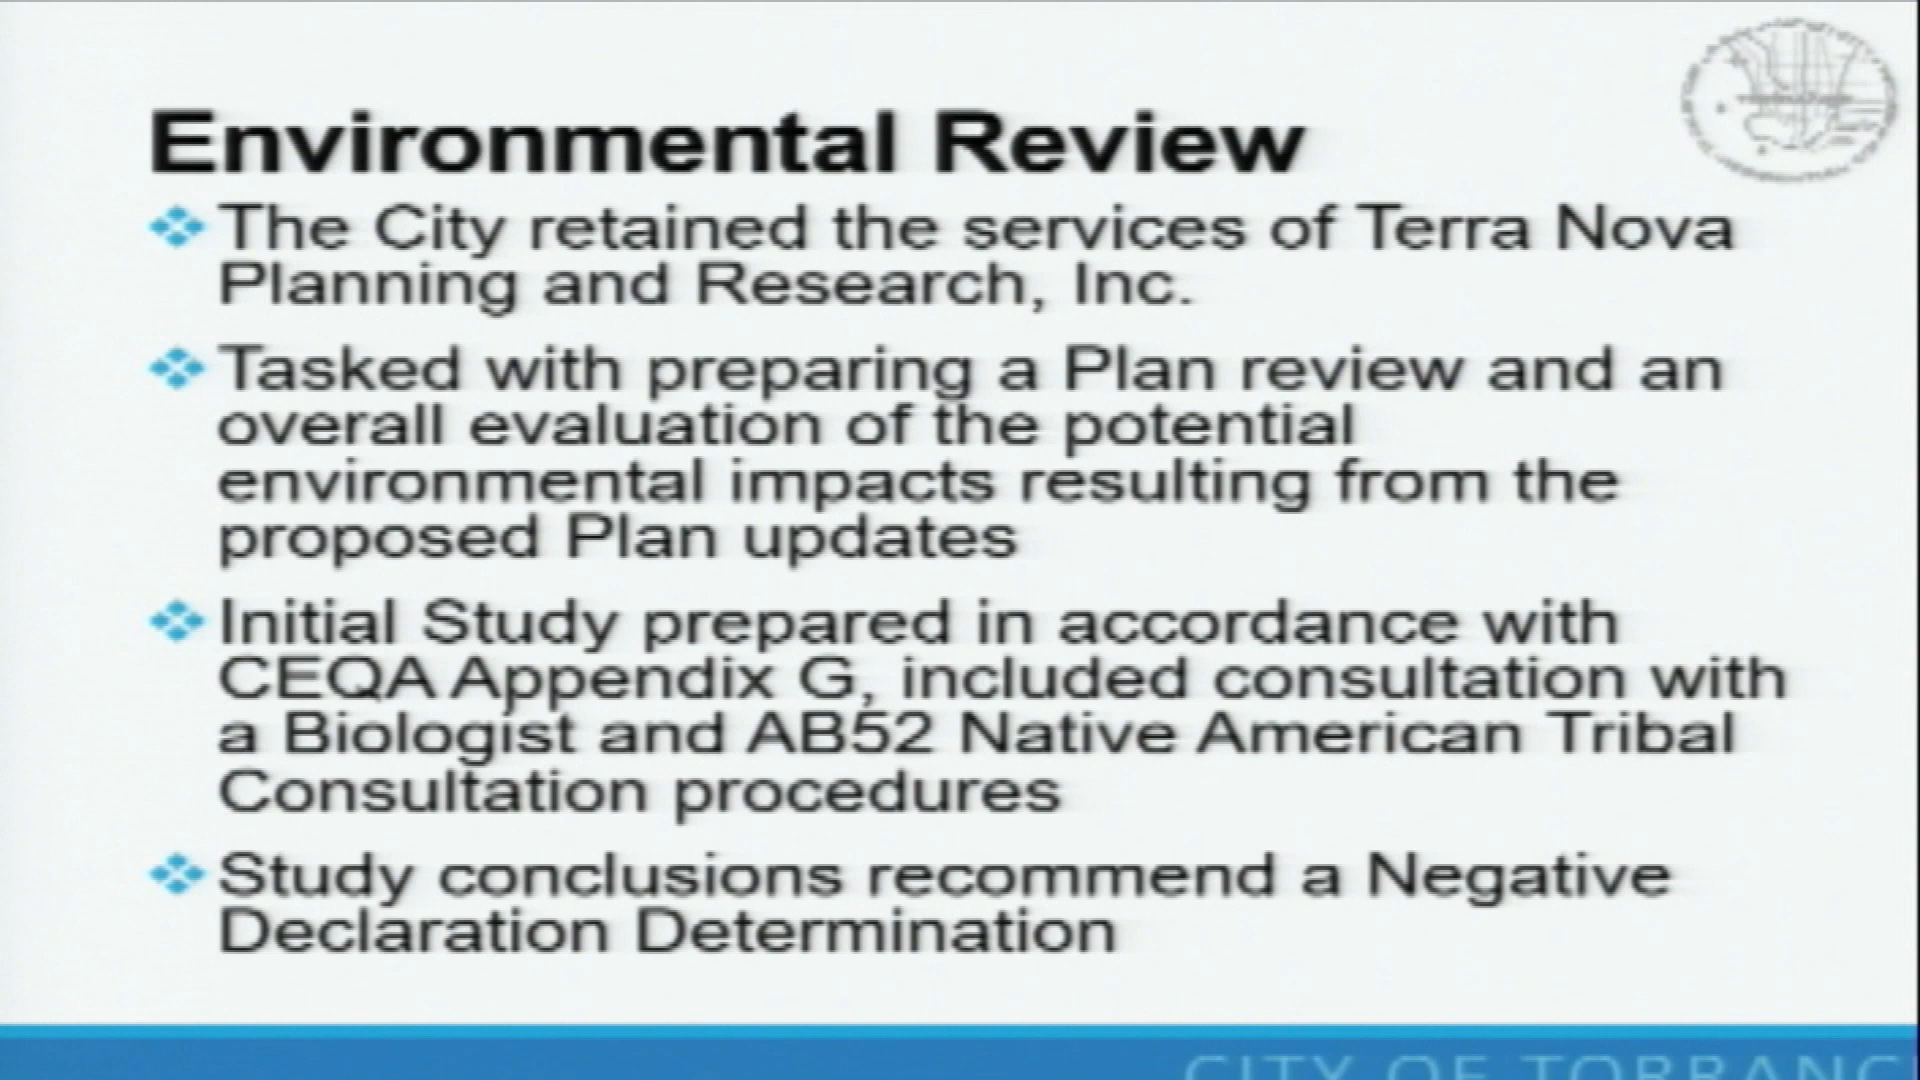 Environmental Review
The City retained the services of Terra Nova
Planning and Research, Inc.
Tasked with preparing a Plan review and an
overall evaluation of the potential
environmental impacts resulting from the
proposed Plan updates
Initial Study prepared in accordance with
CEQA Appendix G, included consultation with
a Biologist and AB52 Native American Tribal
Consultation procedures
Study conclusions recommend a Negative
Declaration Determination
CITY OF TORRANC